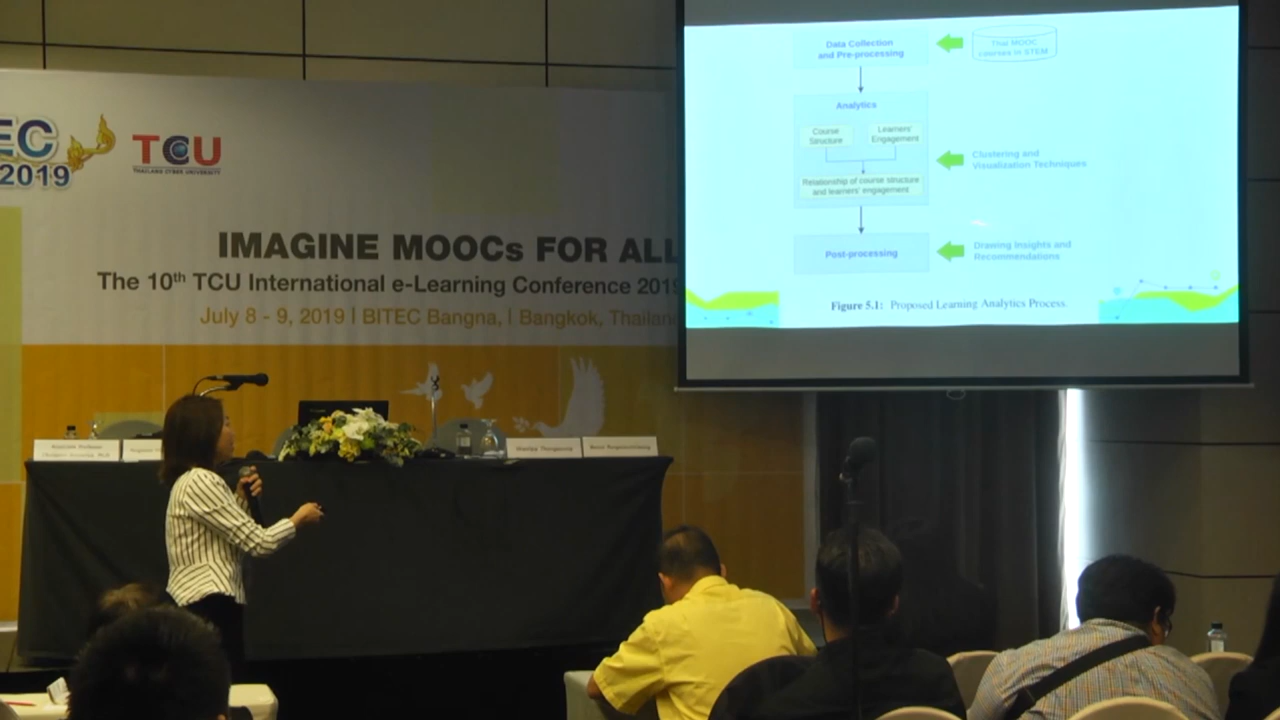 EC
2019
TCU
THAILAND CYBER UNIVERSITY
IMAGINE MOOCs FOR ALL
The 10th TCU International e-Learning Conference 2019
July 8 - 9, 2019 | BITEC Bangna, | Bangkok, Thailan
Data Collection
and Pre-processing
Thai MOOC
courses in STEM
Analytics
Course
Structure
Learners'
Engagement
Relationship of course structure
and learners' engagement
Clustering and
Visualization Techniques
Post-processing
Drawing Insights and
Recommendations
Figure 5.1: Proposed Learning Analytics Process.